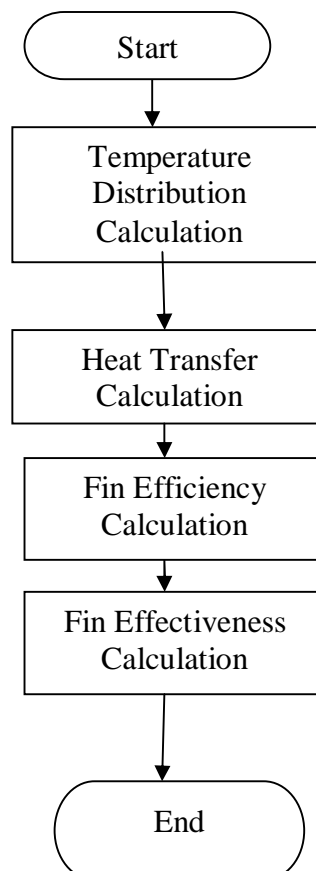 Start
Temperature
Distribution
Calculation
Heat Transfer
Calculation
Fin Efficiency
Calculation
Fin Effectiveness
Calculation
End